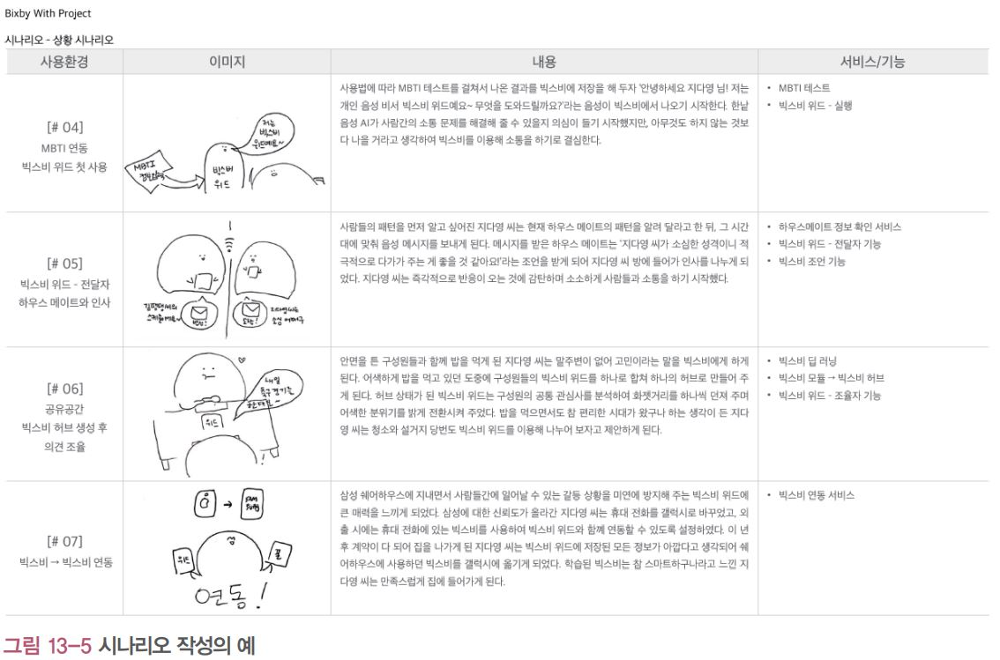 Bixby With Project
시나리오 - 상황 시나리오
사용환경
이미지
내용
서비스/기능
[# 04]
MBTI 연동
빅스비 위드 첫 사용
MBTI
저는
빅스비
위드예요~
빅스비
위드
사용법에 따라 MBTI 테스트를 걸쳐서 나온 결과를 빅스비에 저장을 해 두자 '안녕하세요 지다영 님! 저는
개인 음성 비서 빅스비 위드예요~ 무엇을 도와드릴까요?'라는 음성이 빅스비에서 나오기 시작한다. 한낱
음성 AI가 사람간의 소통 문제를 해결해 줄 수 있을지 의심이 들기 시작했지만, 아무것도 하지 않는 것보
다 나을 거라고 생각하여 빅스비를 이용해 소통을 하기로 결심한다.
• MBTI 테스트
• 빅스비 위드 - 실행
[# 05]
빅스비 위드 - 전달자
하우스 메이트와 인사
스케줄이에요~
발송!
도착!
지다영씨는
사람들의 패턴을 먼저 알고 싶어진 지다영 씨는 현재 하우스 메이트의 패턴을 알려 달라고 한 뒤, 그 시간
대에 맞춰 음성 메시지를 보내게 된다. 메시지를 받은 하우스 메이트는 '지다영 씨가 소심한 성격이니 적
극적으로 다가가 주는 게 좋을 것 같아요!'라는 조언을 받게 되어 지다영 씨 방에 들어가 인사를 나누게 되
었다. 지다영 씨는 즉각적으로 반응이 오는 것에 감탄하며 소소하게 사람들과 소통을 하기 시작했다.
• 하우스메이트 정보 확인 서비스
• 빅스비 위드 - 전달자 기능
• 빅스비 조언 기능
[# 06]
공유공간
빅스비 허브 생성 후
의견 조율
내일
축구 경기를
한대요~
위드
안면을 튼 구성원들과 함께 밥을 먹게 된 지다영 씨는 말주변이 없어 고민이라는 말을 빅스비에게 하게
된다. 어색하게 밥을 먹고 있던 도중에 구성원들의 빅스비 위드를 하나로 합쳐 하나의 허브로 만들어 주
게 된다. 허브 상태가 된 빅스비 위드는 구성원의 공통 관심사를 분석하여 화젯거리를 하나씩 던져 주며
어색한 분위기를 밝게 전환시켜 주었다. 밥을 먹으면서도 참 편리한 시대가 왔구나 하는 생각이 든 지다
영 씨는 청소와 설거지 당번도 빅스비 위드를 이용해 나누어 보자고 제안하게 된다.
• 빅스비 딥 러닝
• 빅스비 모듈 → 빅스비 허브
• 빅스비 위드 - 조율자 기능
[# 07]
빅스비 → 빅스비 연동
SAM
SUNG
위드
폰
연동!
삼성 쉐어하우스에 지내면서 사람들간에 일어날 수 있는 갈등 상황을 미연에 방지해 주는 빅스비 위드에
큰 매력을 느끼게 되었다. 삼성에 대한 신뢰도가 올라간 지다영 씨는 휴대 전화를 갤럭시로 바꾸었고, 외
출 시에는 휴대 전화에 있는 빅스비를 사용하여 빅스비 위드와 함께 연동할 수 있도록 설정하였다. 이 년
후 계약이 다 되어 집을 나가게 된 지다영 씨는 빅스비 위드에 저장된 모든 정보가 아깝다고 생각되어 쉐
어하우스에 사용하던 빅스비를 갤럭시에 옮기게 되었다. 학습된 빅스비는 참 스마트하구나라고 느낀 지
다영 씨는 만족스럽게 집에 들어가게 된다.
• 빅스비 연동 서비스
그림 13-5 시나리오 작성의 예